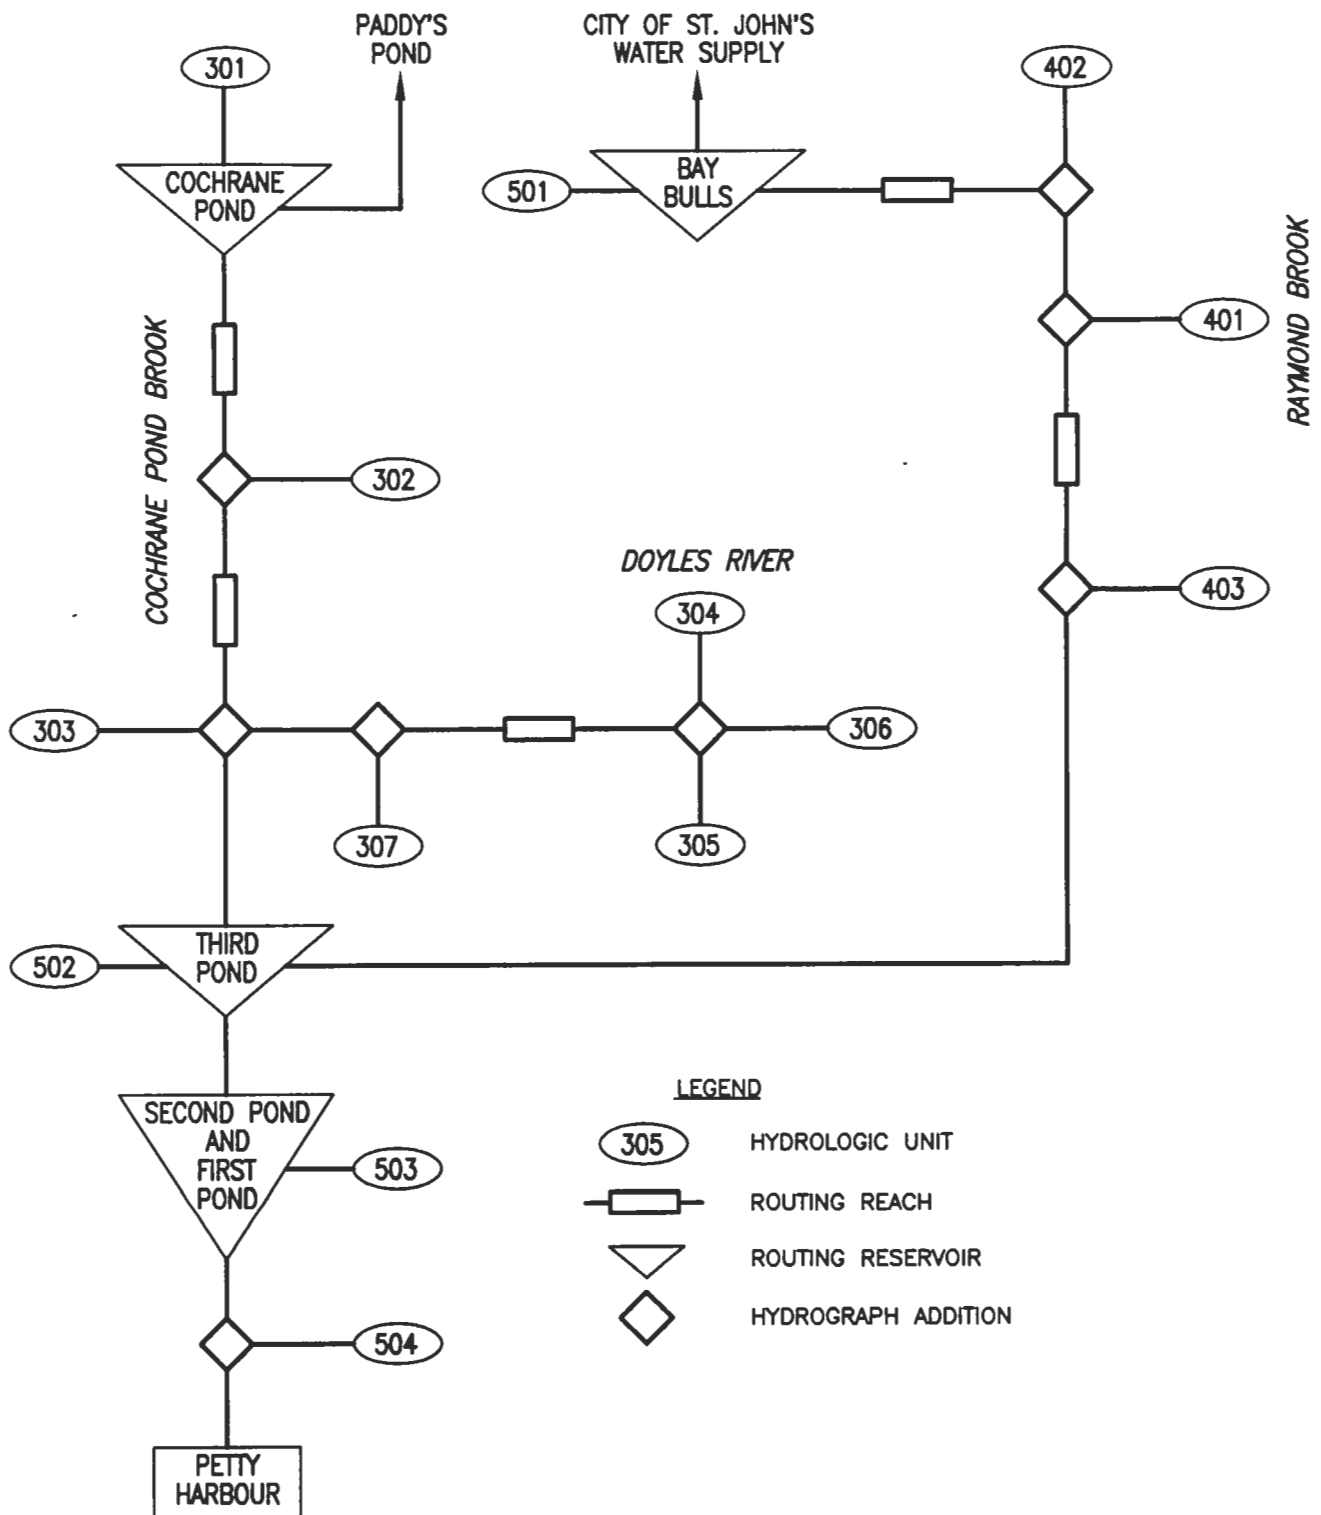 PADDY'S
POND
CITY OF ST. JOHN'S
WATER SUPPLY
301
402
COCHRANE
POND
501
BAY
BULLS
401
RAYMOND BROOK
COCHRANE POND BROOK
302
DOYLES RIVER
304
403
303
306
307
305
502
THIRD
POND
SECOND POND
AND
FIRST
POND
503
504
PETTY
HARBOUR
LEGEND
305 HYDROLOGIC UNIT
ROUTING REACH
ROUTING RESERVOIR
HYDROGRAPH ADDITION